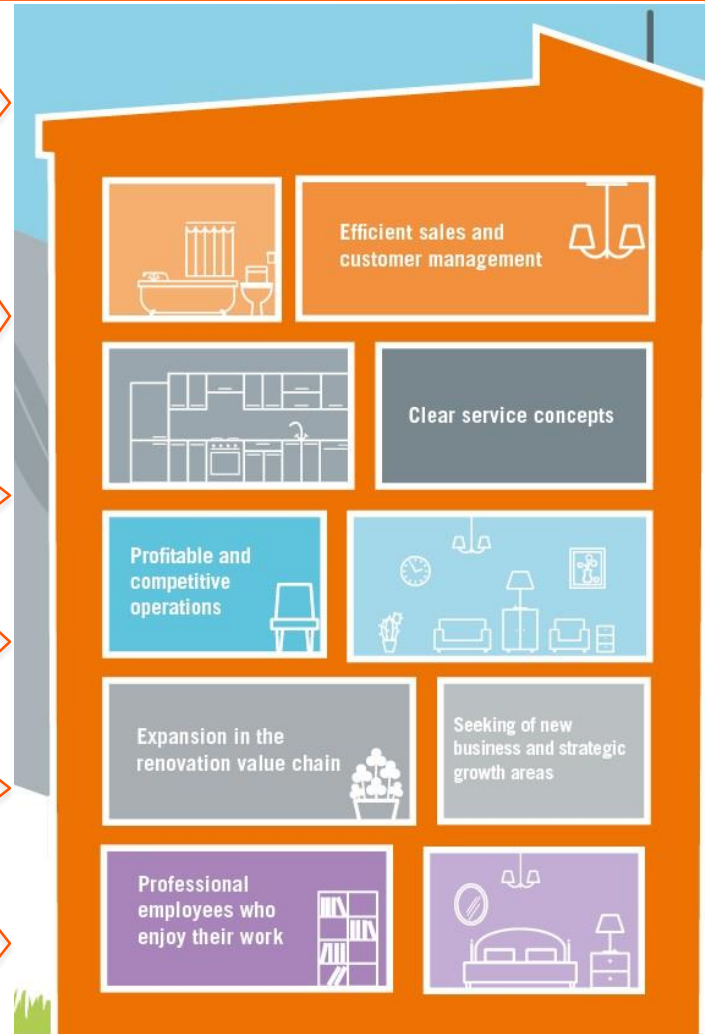 Efficient sales and
customer management
Clear service concepts
Profitable and
competitive
operations
Expansion in the
renovation value chain
Seeking of new
business and strategic
growth areas
Professional
employees who
enjoy their work